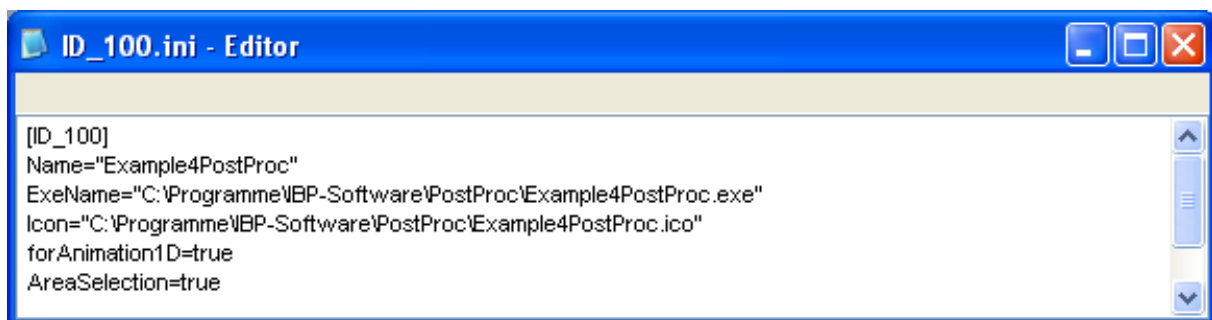 ID_100.ini - Editor
[ID_100]
Name="Example4PostProc"
ExeName="C:\Programme\IBP-Software\PostProc\Example4PostProc.exe"
Icon="C:\Programme\IBP-Software\PostProc\Example4PostProc.ico"
forAnimation1D=true
AreaSelection=true